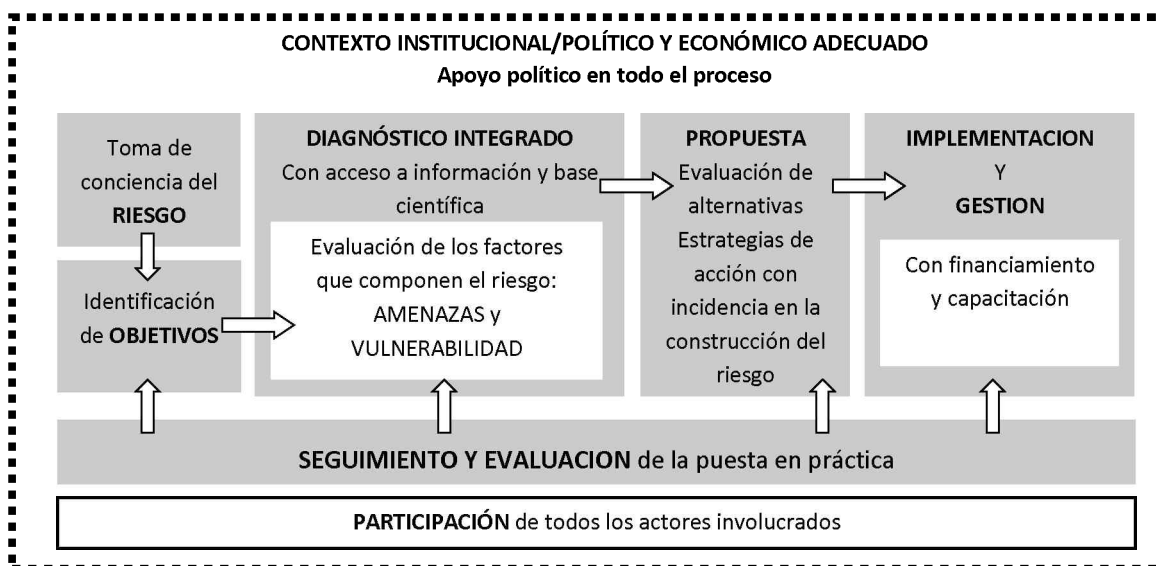 CONTEXTO INSTITUCIONAL/POLÍTICO Y ECONÓMICO ADECUADO
Apoyo político en todo el proceso
Toma de
conciencia del
RIESGO
Identificación
de OBJETIVOS
DIAGNÓSTICO INTEGRADO
Con acceso a información y base
científica
Evaluación de los factores
que componen el riesgo:
AMENAZAS y
VULNERABILIDAD
PROPUESTA
Evaluación de
alternativas
Estrategias de
acción con
incidencia en la
construcción del
riesgo
IMPLEMENTACION
Y
GESTION
Con financiamiento
y capacitación
SEGUIMIENTO Y EVALUACION de la puesta en práctica
PARTICIPACIÓN de todos los actores involucrados